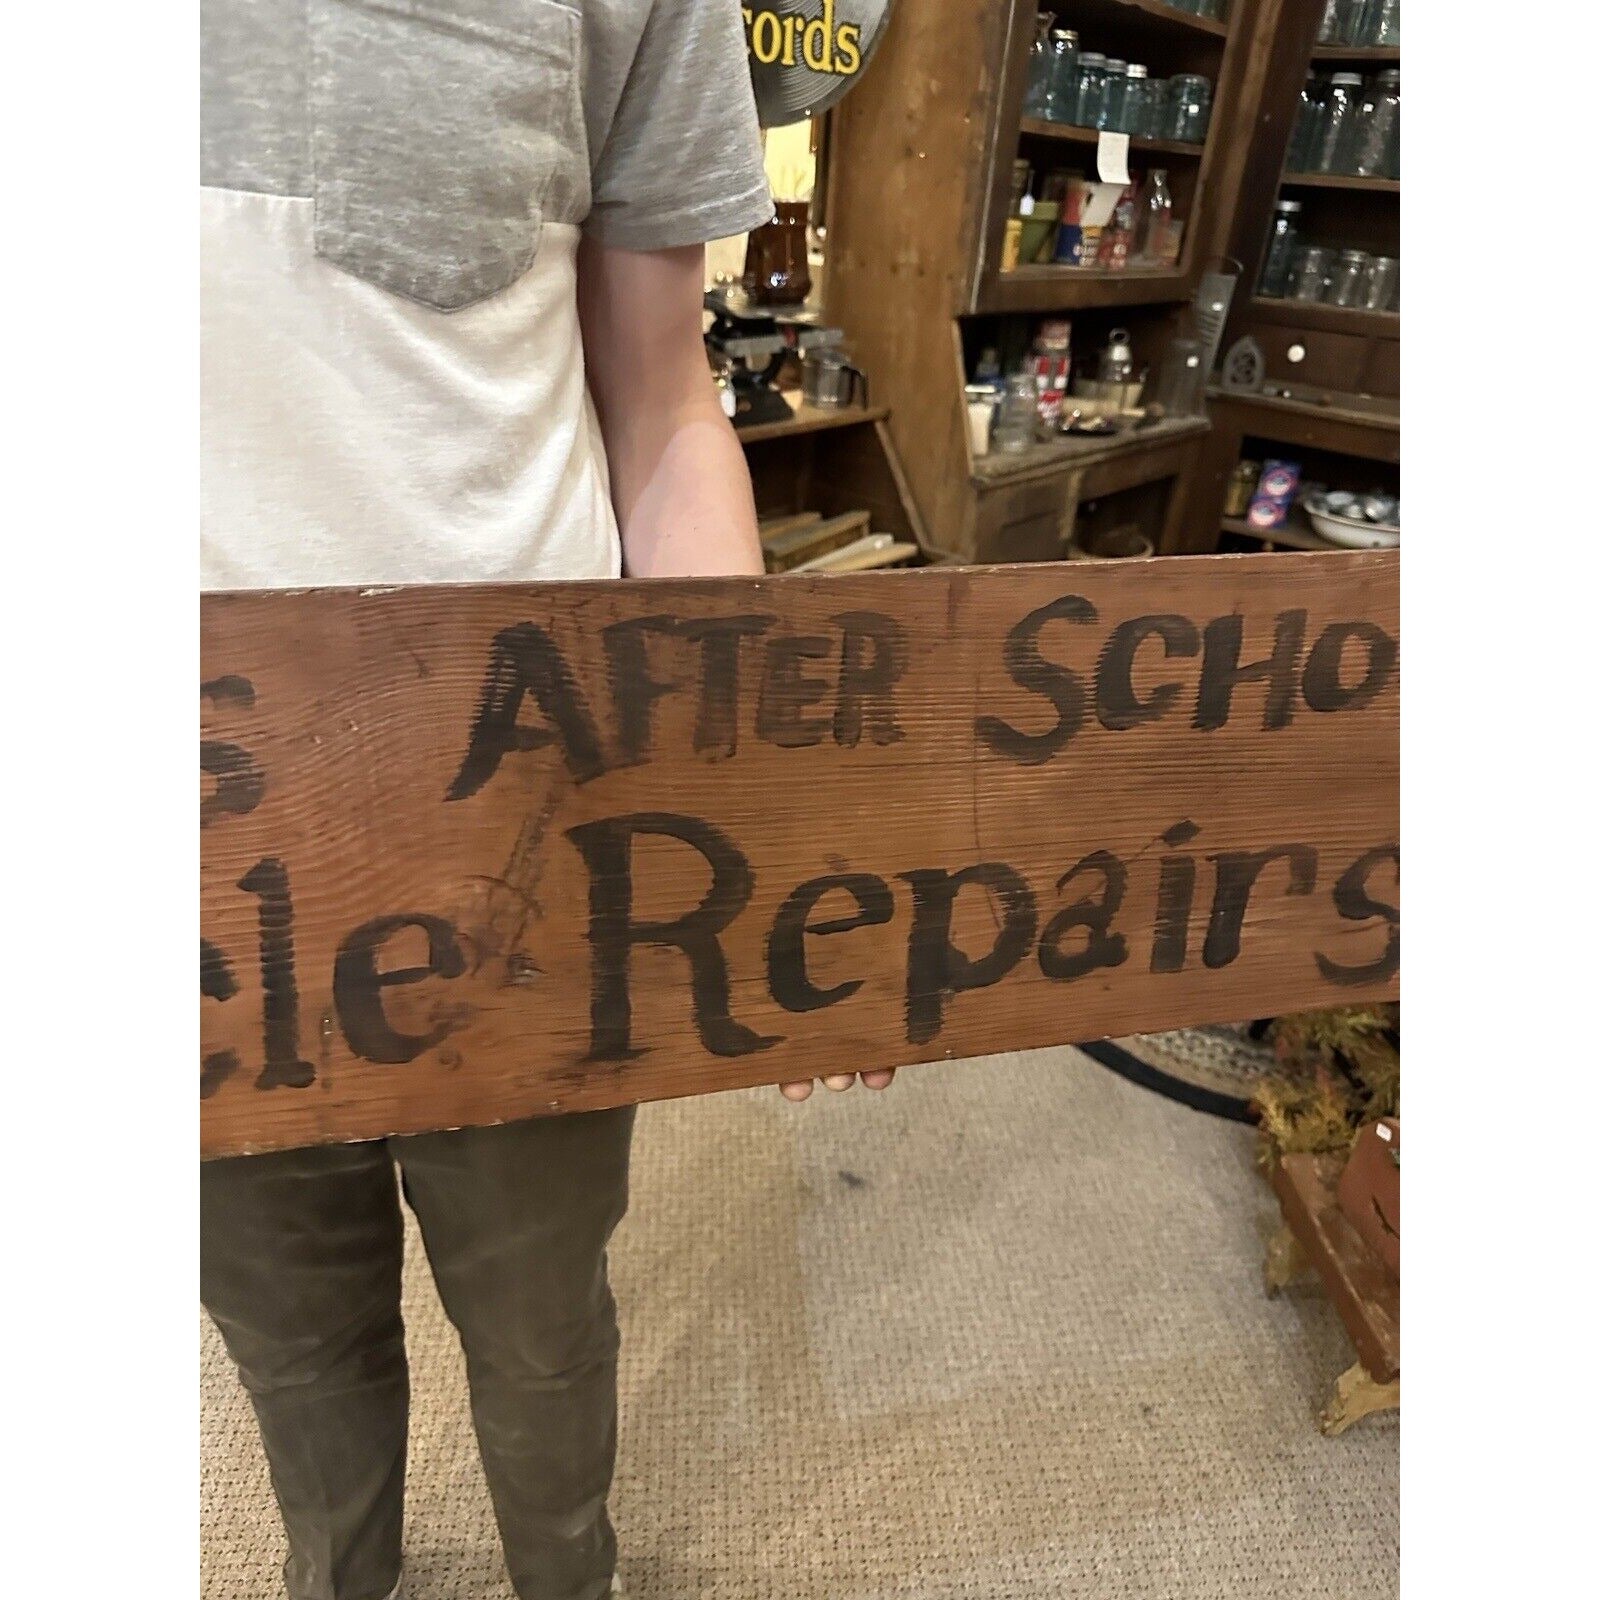 cords
S AFTER SCHO
cle Repairs